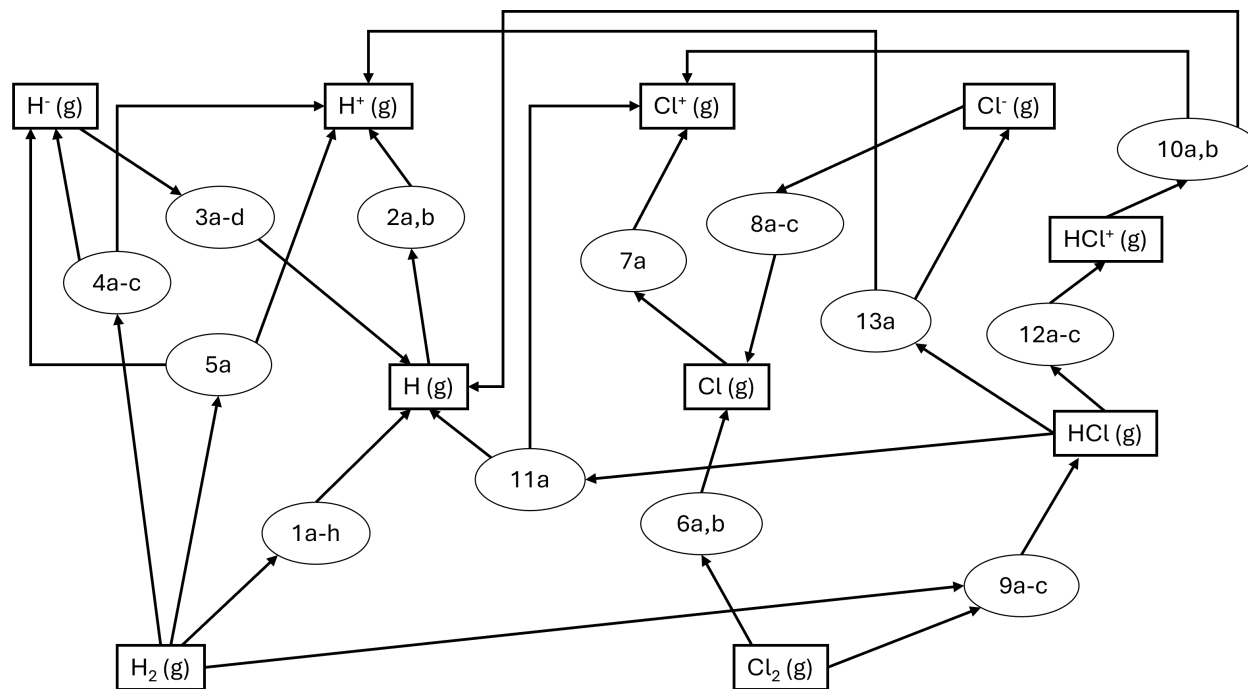 H⁻ (g)
H⁺ (g)
Cl⁺ (g)
Cl⁻ (g)
10a,b
3a-d
2a,b
8a-c
HCl⁺ (g)
7a
4a-c
13a
12a-c
5a
H (g)
Cl (g)
HCl (g)
11a
1a-h
6a,b
9a-c
H₂ (g)
Cl₂ (g)